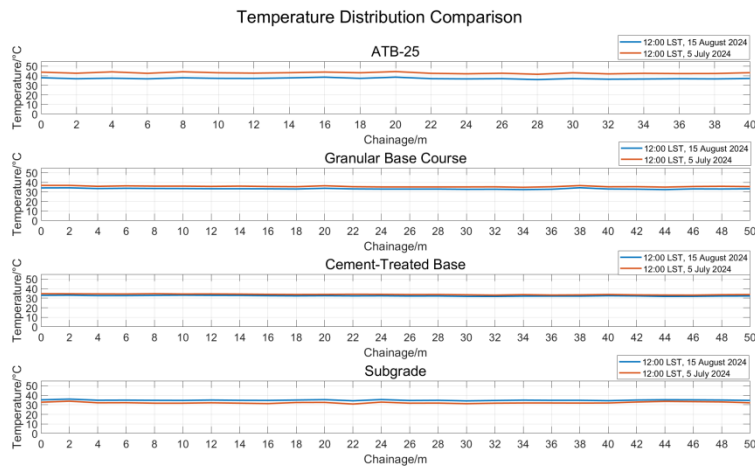 Temperature Distribution Comparison
ATB-25
12:00 LST, 15 August 2024
12:00 LST, 5 July 2024
Temperature/°C
50
40
30
20
10
0
0 2 4 6 8 10 12 14 16 18 20 22 24 26 28 30 32 34 36 38 40
Chainage/m
Granular Base Course
12:00 LST, 15 August 2024
12:00 LST, 5 July 2024
Temperature/°C
50
40
30
20
10
0
0 2 4 6 8 10 12 14 16 18 20 22 24 26 28 30 32 34 36 38 40 42 44 46 48 50
Chainage/m
Cement-Treated Base
12:00 LST, 15 August 2024
12:00 LST, 5 July 2024
Temperature/°C
50
40
30
20
10
0
0 2 4 6 8 10 12 14 16 18 20 22 24 26 28 30 32 34 36 38 40 42 44 46 48 50
Chainage/m
Subgrade
12:00 LST, 15 August 2024
12:00 LST, 5 July 2024
Temperature/°C
50
40
30
20
10
0
0 2 4 6 8 10 12 14 16 18 20 22 24 26 28 30 32 34 36 38 40 42 44 46 48 50
Chainage/m